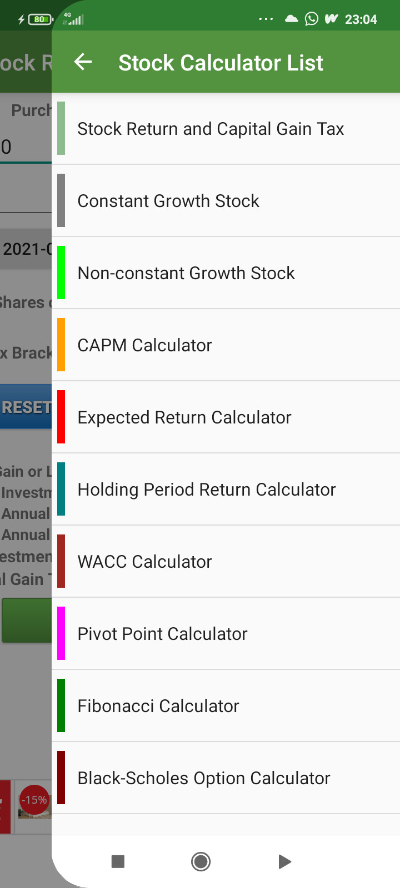 80
4G
23:04
ock R
Stock Calculator List
Purch
0
2021-0
Shares
x Brack
RESET
Gain or L
Investm
Annual
Annual
estmen
al Gain
-15%
Stock Return and Capital Gain Tax
Constant Growth Stock
Non-constant Growth Stock
CAPM Calculator
Expected Return Calculator
Holding Period Return Calculator
WACC Calculator
Pivot Point Calculator
Fibonacci Calculator
Black-Scholes Option Calculator